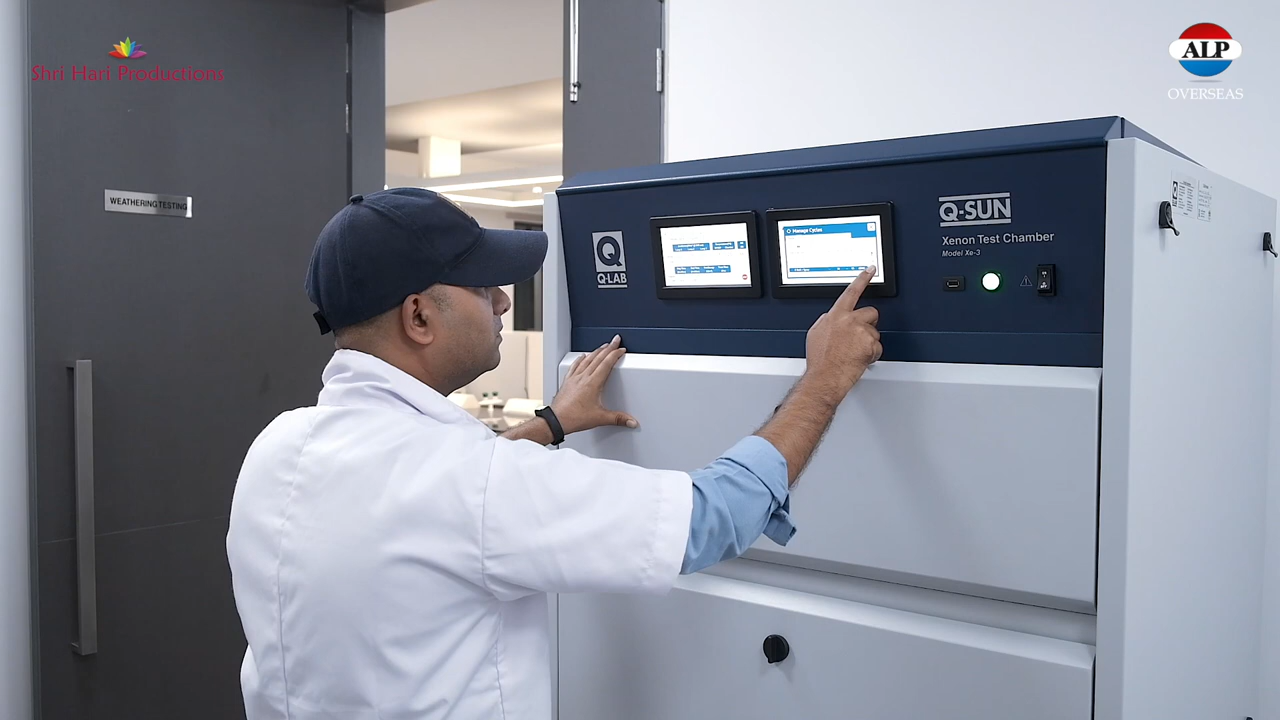 Shri Hari Productions
ALP
OVERSEAS
WEATHERING TESTING
Q
Q-LAB
Manage Cycles
Q-SUN
Xenon Test Chamber
Model Xe-3